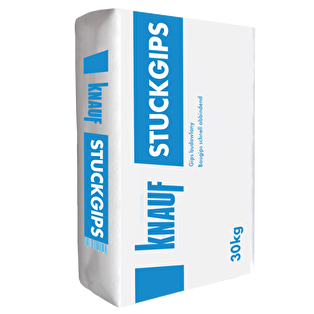 KNAUF
STUCKGIPS
KNAUF
STUCKGIPS
Gips budowlany
Baugips schnell abbindend
30kg